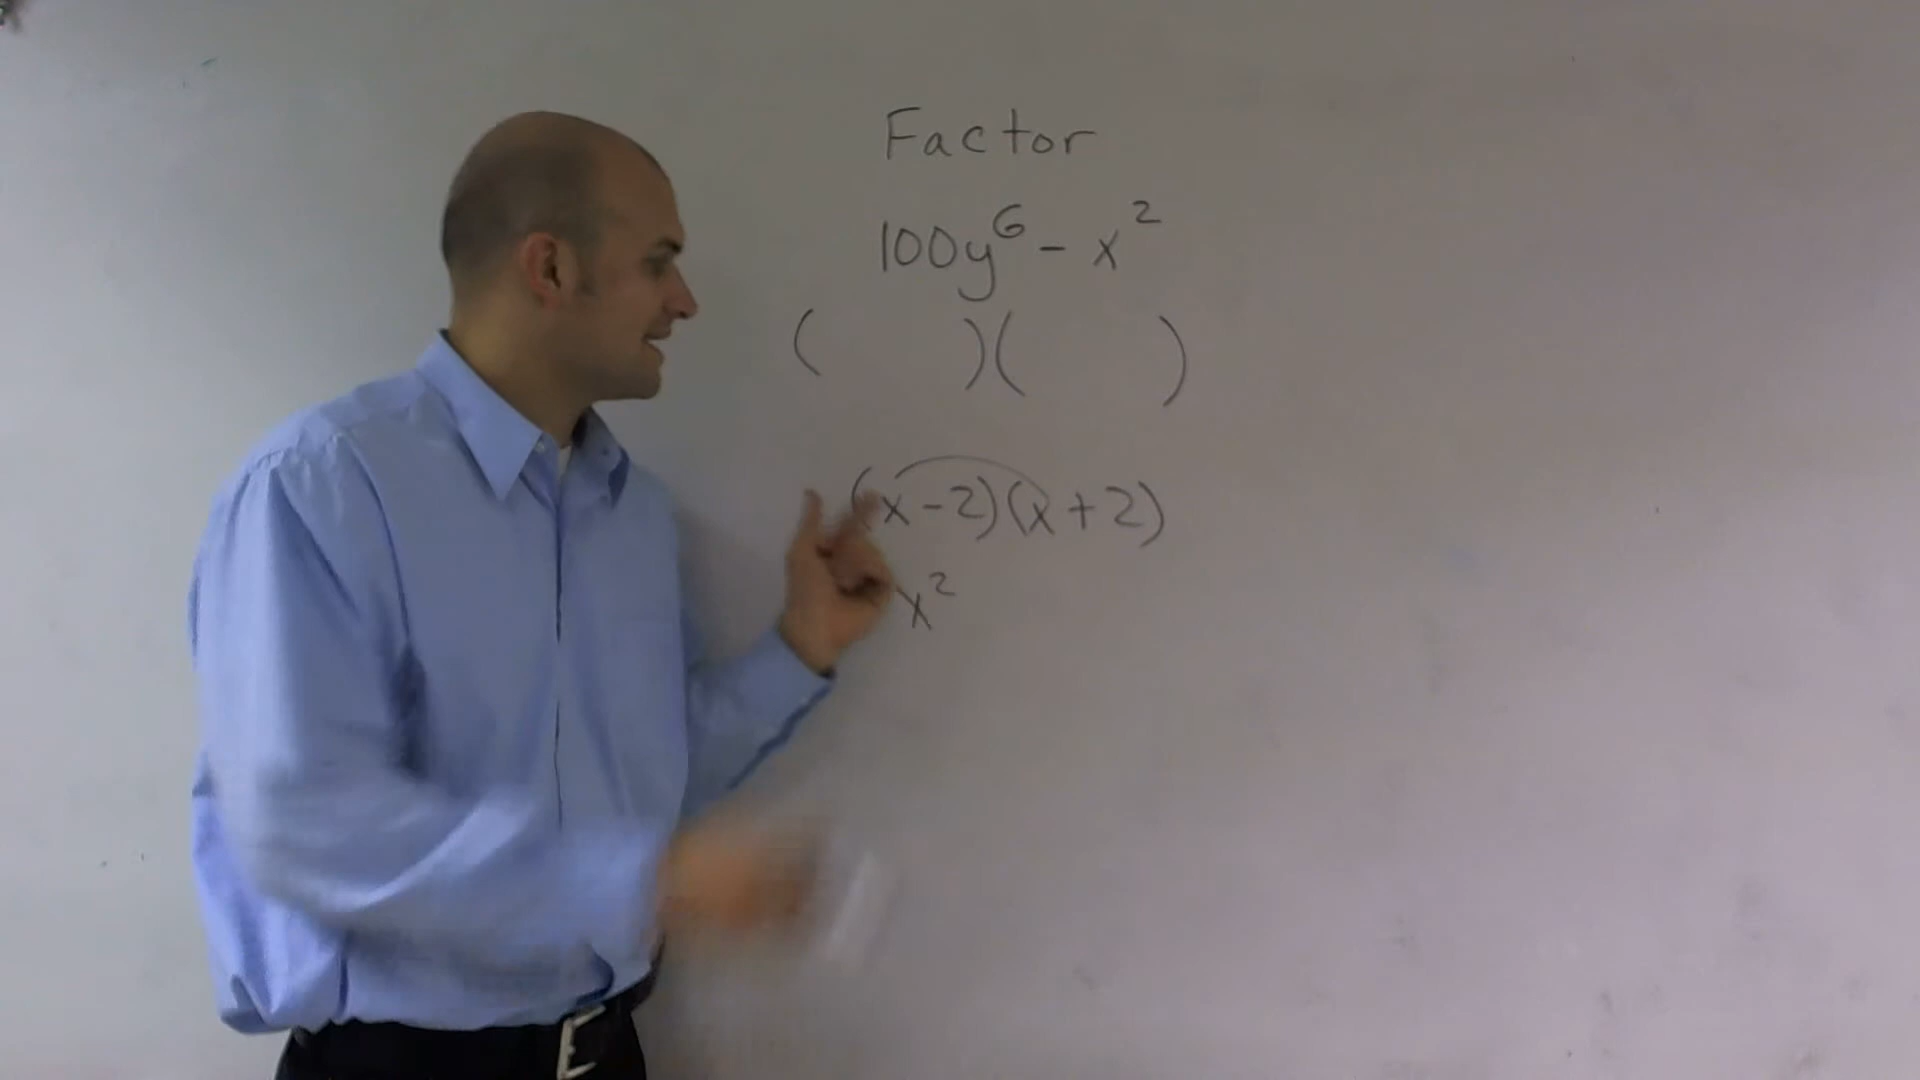 Factor
100y⁶ - x²
( )( )
(x-2)(x+2)
x²